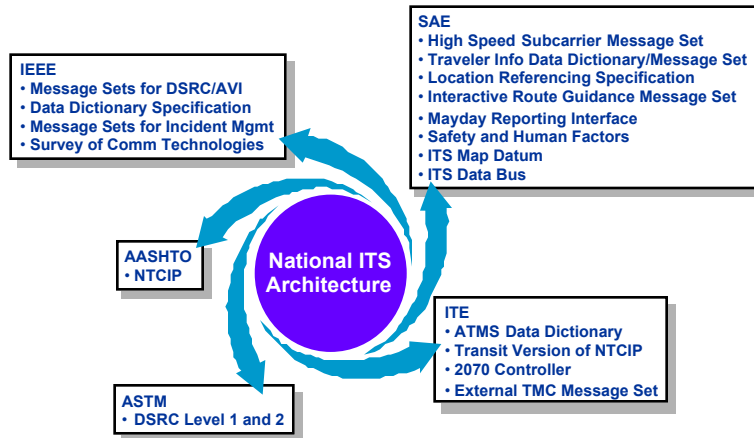 IEEE
• Message Sets for DSRC/AVI
• Data Dictionary Specification
• Message Sets for Incident Mgmt
• Survey of Comm Technologies
SAE
• High Speed Subcarrier Message Set
• Traveler Info Data Dictionary/Message Set
• Location Referencing Specification
• Interactive Route Guidance Message Set
• Mayday Reporting Interface
• Safety and Human Factors
• ITS Map Datum
• ITS Data Bus
AASHTO
• NTCIP
National ITS
Architecture
ITE
• ATMS Data Dictionary
• Transit Version of NTCIP
• 2070 Controller
• External TMC Message Set
ASTM
• DSRC Level 1 and 2